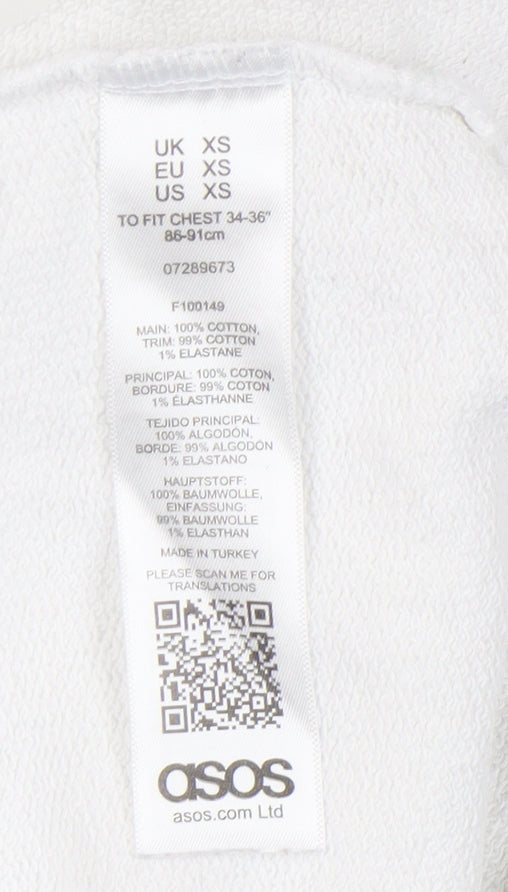 UK XS
EU XS
US XS
TO FIT CHEST 34-36"
86-91cm
07289673
F100149
MAIN: 100% COTTON,
TRIM: 99% COTTON
1% ELASTANE
PRINCIPAL: 100% COTON,
BORDURE: 99% COTON
1% ÉLASTHANNE
TEJIDO PRINCIPAL:
100% ALGODÓN,
BORDE: 99% ALGODÓN
1% ELASTANO
HAUPTSTOFF:
100% BAUMWOLLE,
EINFASSUNG:
99% BAUMWOLLE
1% ELASTHAN
MADE IN TURKEY
PLEASE SCAN ME FOR
TRANSLATIONS
asos
asos.com Ltd